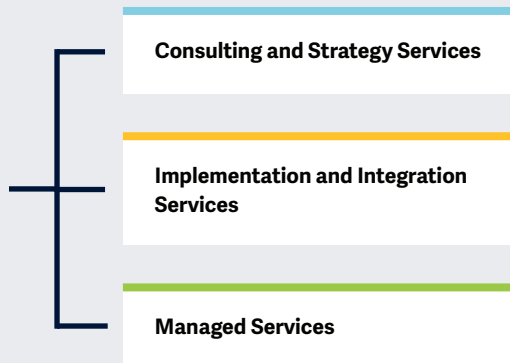 Consulting and Strategy Services
Implementation and Integration
Services
Managed Services